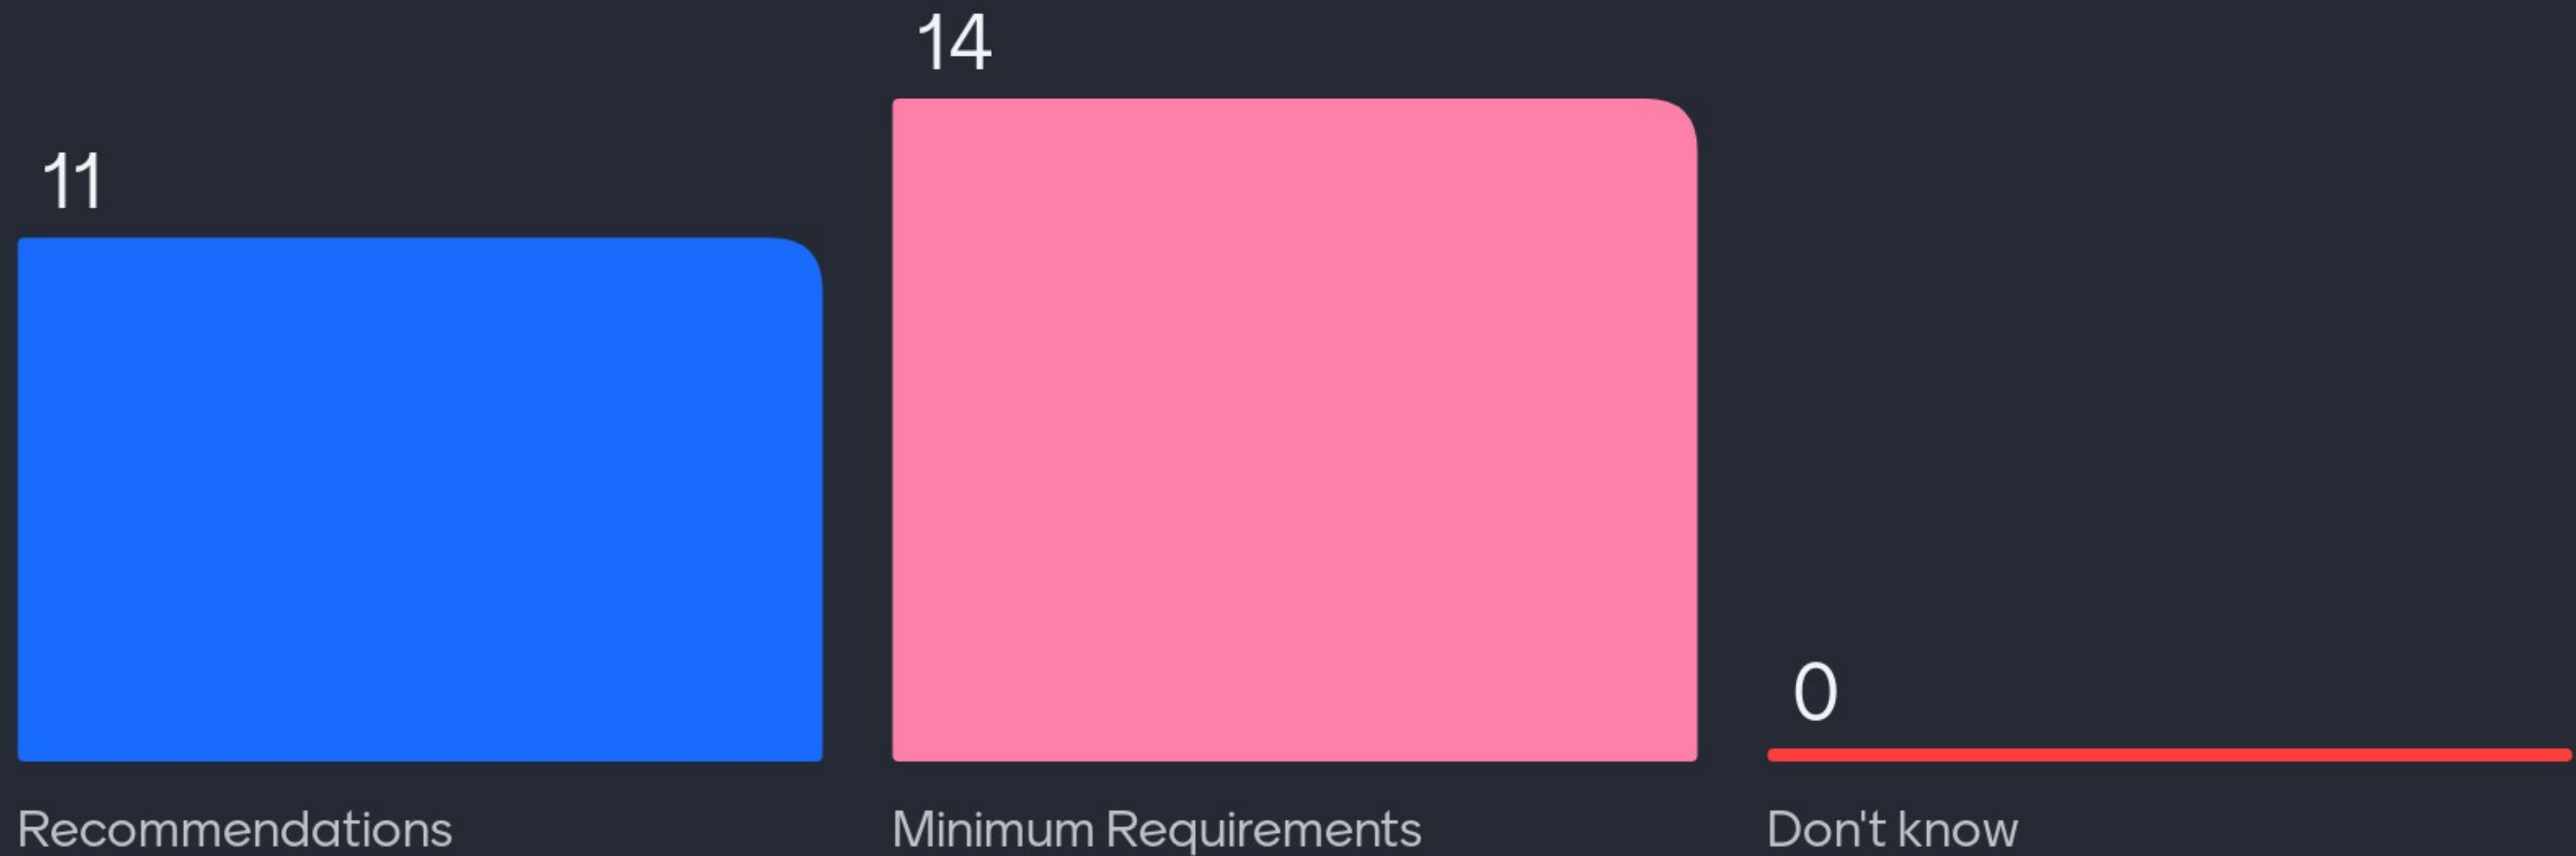 11
14
0
Recommendations
Minimum Requirements
Don't know